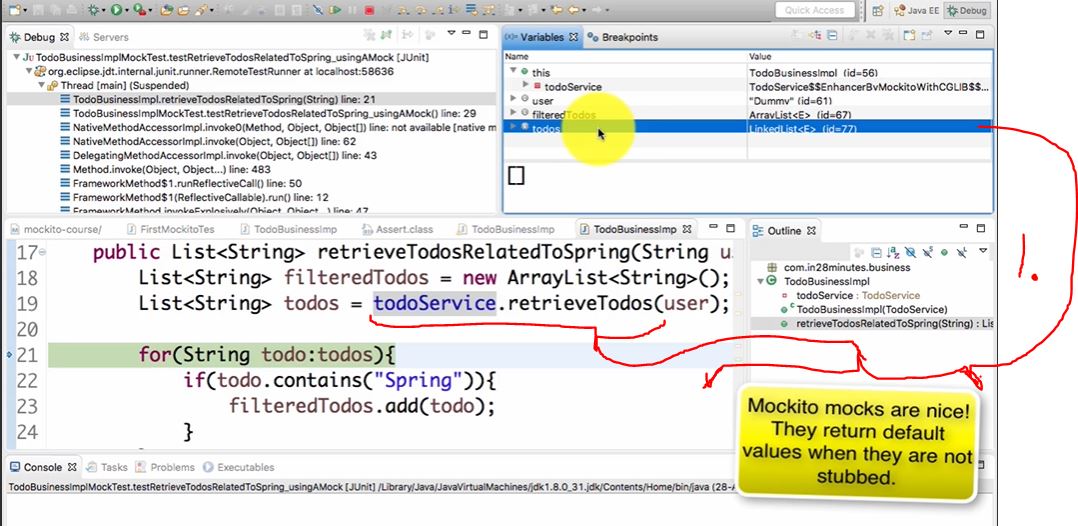 Quick Access
Java EE
Debug
Debug
Servers
TodoBusinessImplMockTest.testRetrieveTodosRelatedToSpring_usingAMock [JUnit]
org.eclipse.jdt.internal.junit.runner.RemoteTestRunner at localhost:58636
Thread [main] (Suspended)
TodoBusinessImpl.retrieveTodosRelatedToSpring(String) line: 21
TodoBusinessImplMockTest.testRetrieveTodosRelatedToSpring_usingAMock() line: 29
NativeMethodAccessorImpl.invoke0(Method, Object, Object[]) line: not available [native m
NativeMethodAccessorImpl.invoke(Object, Object[]) line: 62
DelegatingMethodAccessorImpl.invoke(Object, Object[]) line: 43
Method.invoke(Object, Object...) line: 483
FrameworkMethod$1.runReflectiveCall() line: 50
FrameworkMethod$1(ReflectiveCallable).run() line: 12
FrameworkMethod.invokeExplosively(Object, Object...) line: 47
(x)= Variables
Breakpoints
Name Value
this TodoBusinessImpl (id=56)
todoService TodoService$$EnhancerByMockitoWithCGLIB$$...
user "Dummy" (id=61)
filteredTodos ArrayList<E> (id=67)
todos LinkedList<E> (id=77)
[]
1.
mockito-course/
FirstMockitoTes
TodoBusinessImp
Assert.class
TodoBusinessImp
TodoBusinessImp
17 public List<String> retrieveTodosRelatedToSpring(String u
18 List<String> filteredTodos = new ArrayList<String>();
19 List<String> todos = todoService.retrieveTodos(user);
20
21 for(String todo:todos){
22 if(todo.contains("Spring")){
23 filteredTodos.add(todo);
24 }
Outline
com.in28minutes.business
TodoBusinessImpl
todoService : TodoService
TodoBusinessImpl(TodoService)
retrieveTodosRelatedToSpring(String) : Lis
Mockito mocks are nice!
They return default
values when they are not
stubbed.
Console
Tasks
Problems
Executables
TodoBusinessImplMockTest.testRetrieveTodosRelatedToSpring_usingAMock [JUnit] /Library/Java/JavaVirtualMachines/jdk1.8.0_31.jdk/Contents/Home/bin/java (28-A